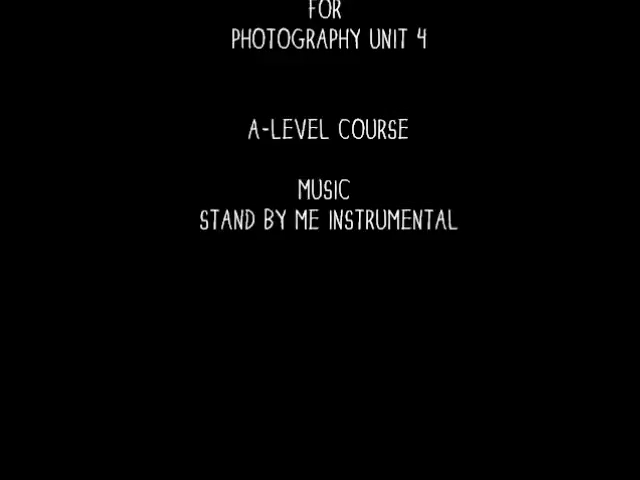 FOR
PHOTOGRAPHY UNIT 4
A-LEVEL COURSE
MUSIC
STAND BY ME INSTRUMENTAL